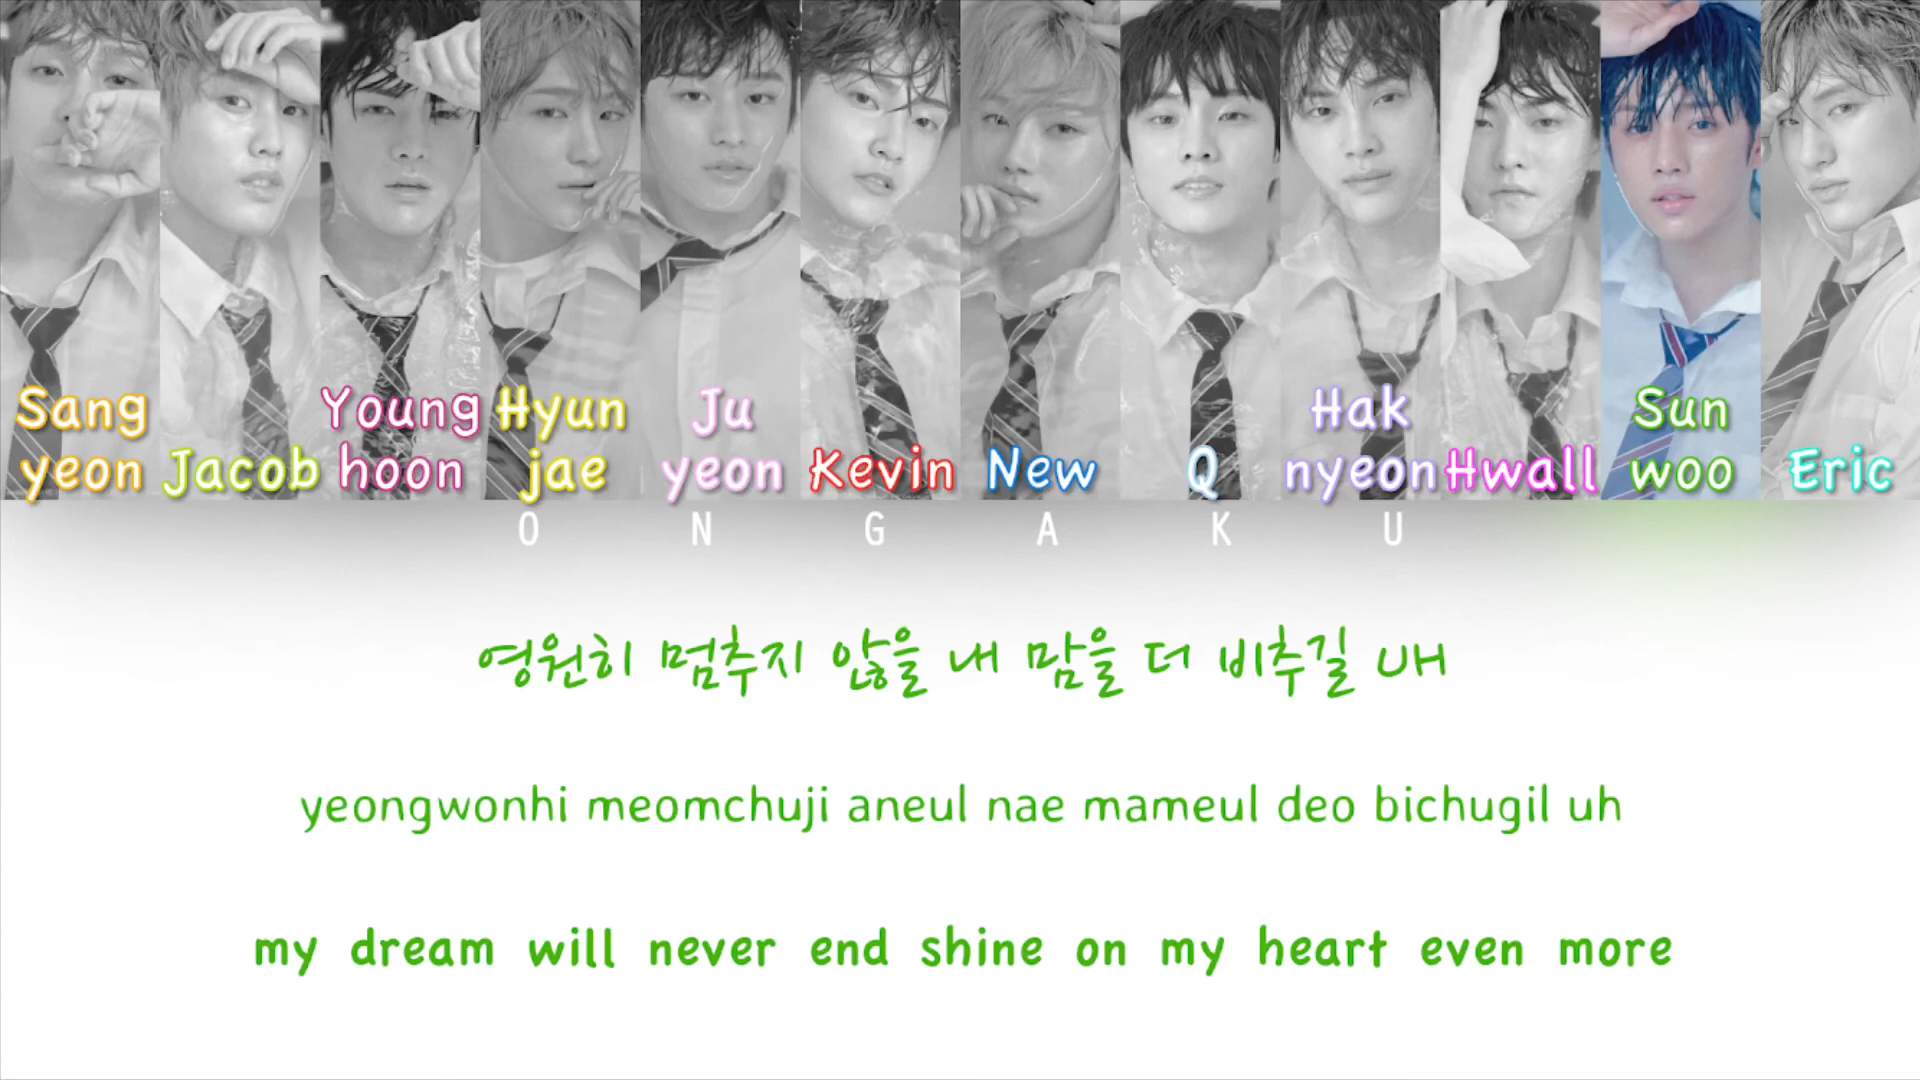 Sang yeon
Jacob
Young hoon
Hyun jae
Ju yeon
Kevin
New
Q
Hak nyeon
Hwall
Sun woo
Eric
O N G A K U
영원히 멈추지 않을 내 맘을 더 비추길 UH
yeongwonhi meomchuji aneul nae mameul deo bichugil uh
my dream will never end shine on my heart even more